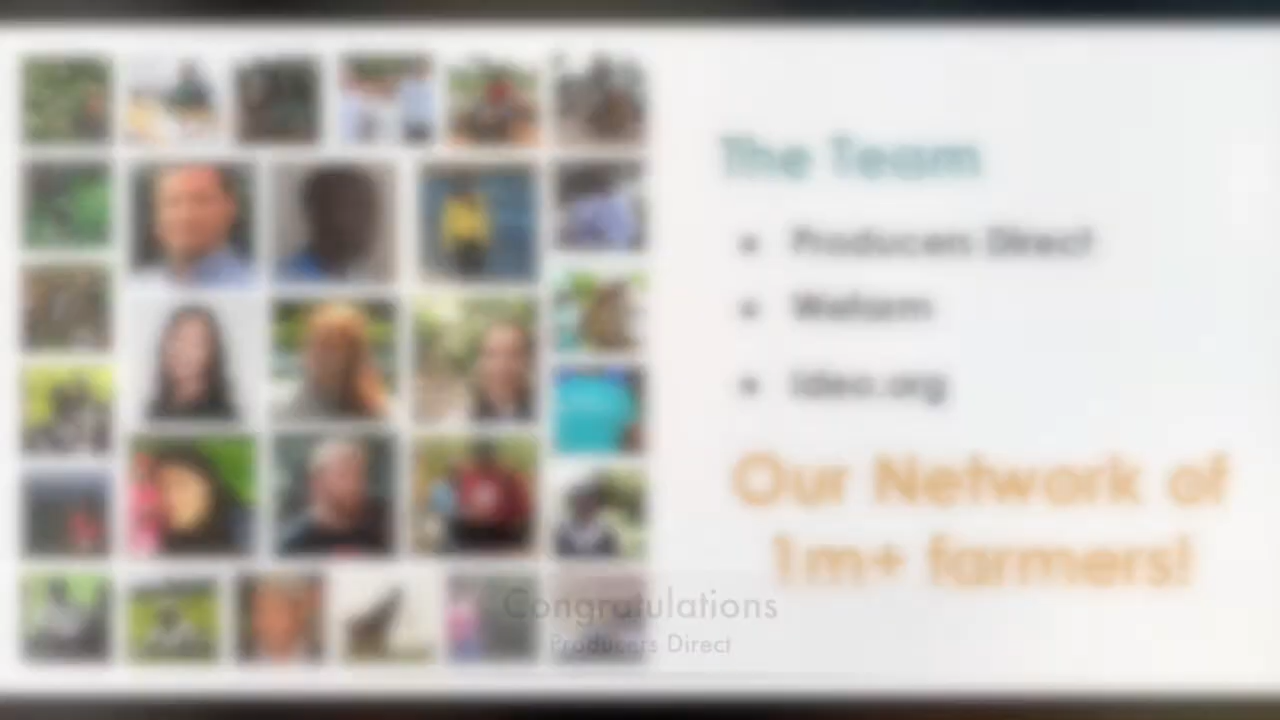 The Team
Producers Direct
Wefarm
Ideo.org
Our Network of
1m+ farmers!
Congratulations
Producers Direct